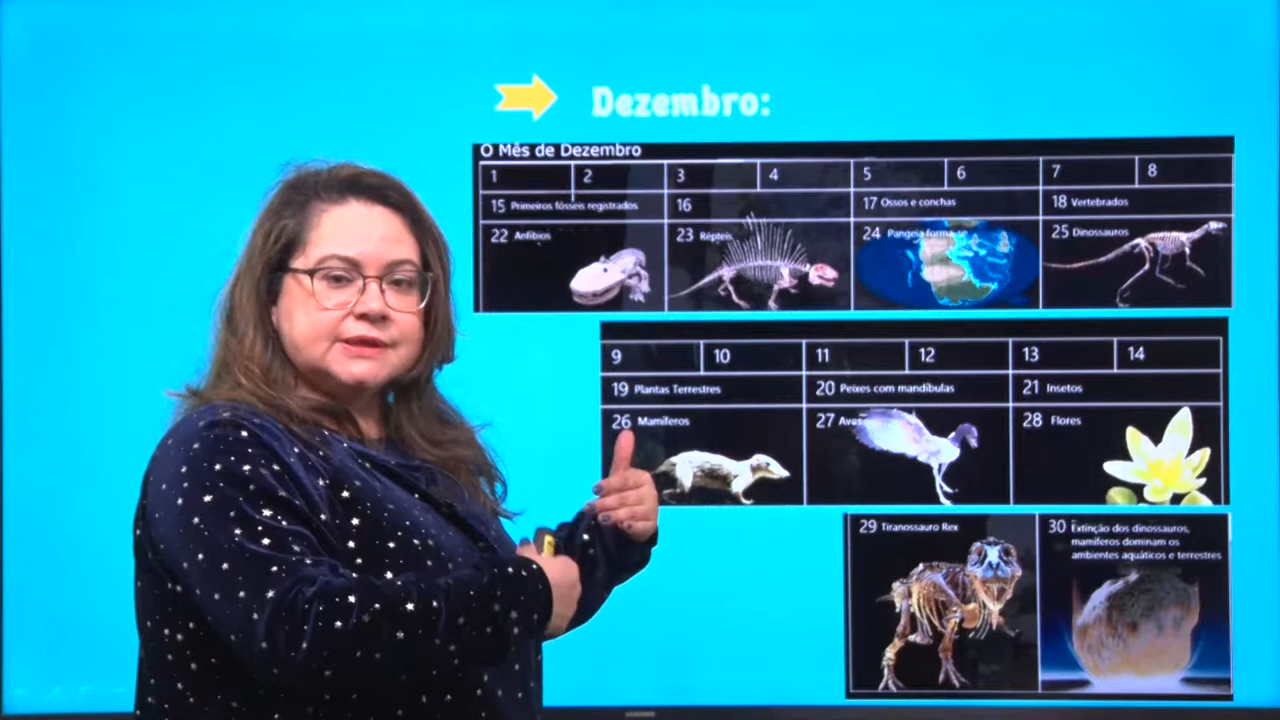 Dezembro:
O Mês de Dezembro
1 2 3 4 5 6 7 8
15 Primeiros fósseis registrados 16 17 Ossos e conchas 18 Vertebrados
22 Anfíbios 23 Répteis 24 Pangeia forma-se 25 Dinossauros
9 10 11 12 13 14
19 Plantas Terrestres 20 Peixes com mandíbulas 21 Insetos
26 Mamíferos 27 Aves 28 Flores
29 Tiranossauro Rex 30 Extinção dos dinossauros,
mamíferos dominam os
ambientes aquáticos e terrestres